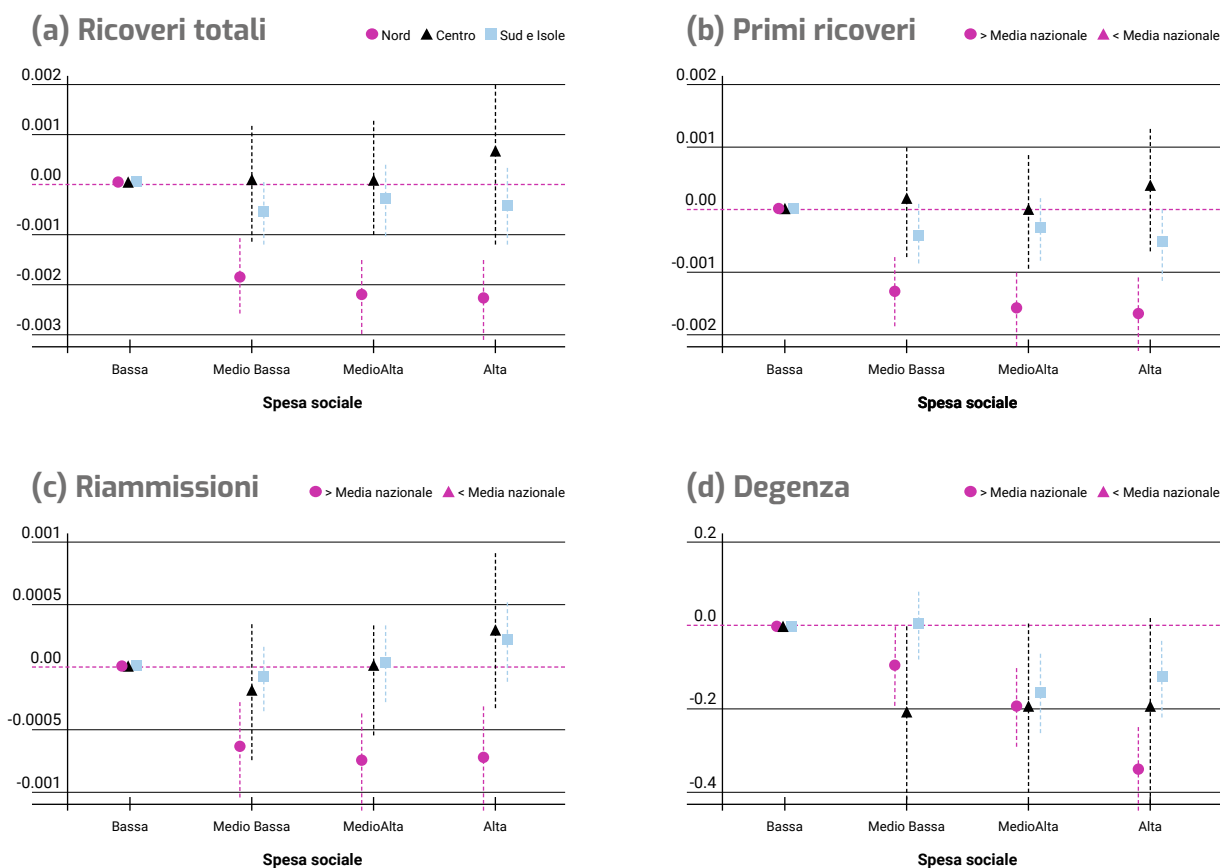 (a) Ricoveri totali
Nord Centro Sud e Isole
0.002
0.001
0.00
-0.001
-0.002
-0.003
Bassa Medio Bassa MedioAlta Alta
Spesa sociale
(b) Primi ricoveri
> Media nazionale < Media nazionale
0.002
0.001
0.00
-0.001
-0.002
Bassa Medio Bassa MedioAlta Alta
Spesa sociale
(c) Riammissioni
> Media nazionale < Media nazionale
0.001
0.0005
0.00
-0.0005
-0.001
Bassa Medio Bassa MedioAlta Alta
Spesa sociale
(d) Degenza
> Media nazionale < Media nazionale
0.2
0.0
-0.2
-0.4
Bassa Medio Bassa MedioAlta Alta
Spesa sociale